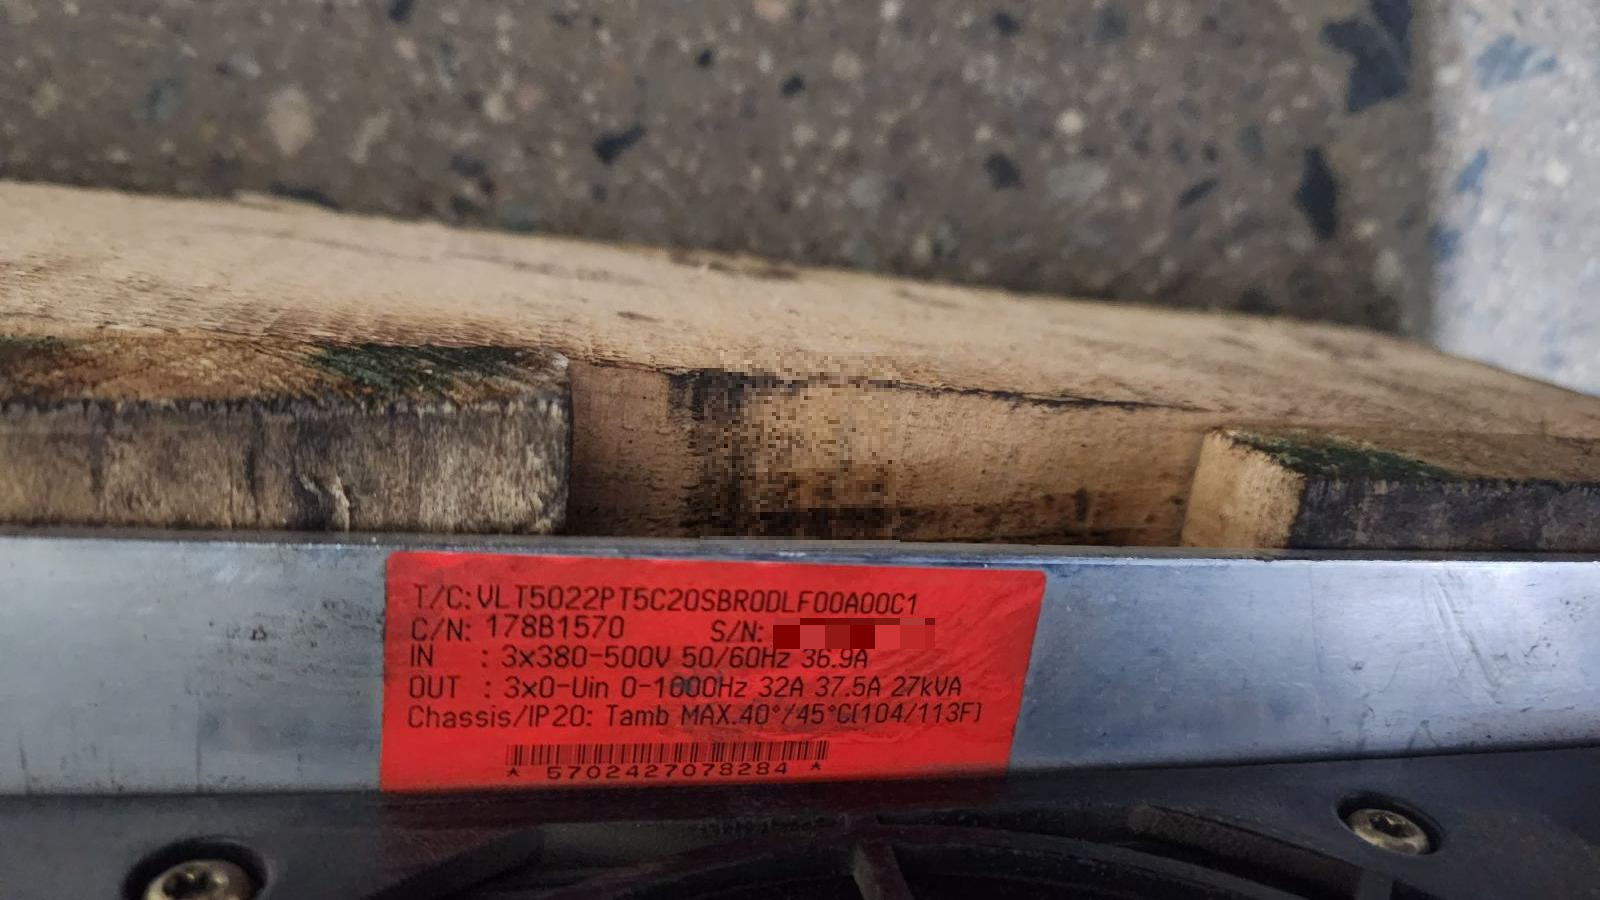 T/C: VLT5022PT5C20SBR0DLF00A00C1
C/N: 178B1570 S/N:
IN : 3x380-500V 50/60Hz 36.9A
OUT : 3x0-Uin 0-1000Hz 32A 37.5A 27kVA
Chassis/IP20: Tamb MAX.40°/45°C(104/113F)
* 5702427078284 *